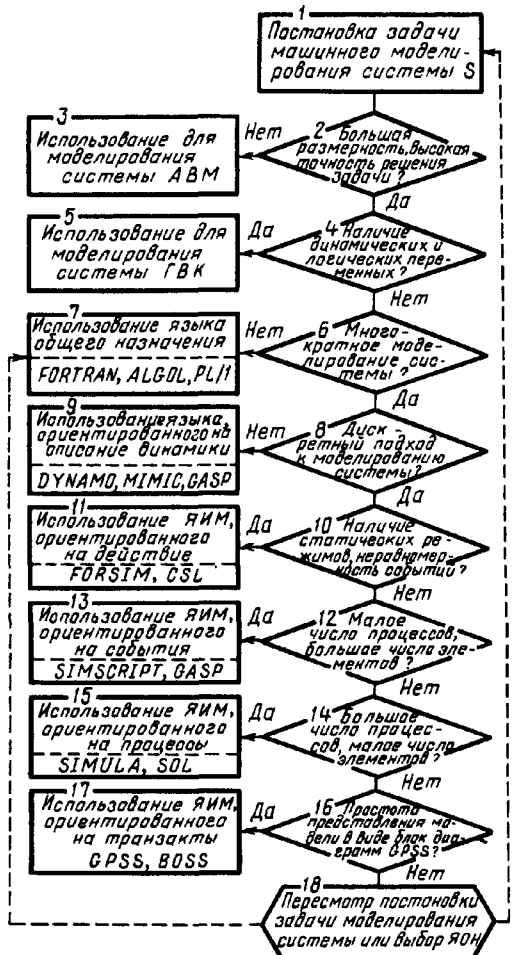 1
Постановка задачи
машинного модели-
рования системы S
3
Использование для
моделирования
системы АВМ
Нет
2 Большая
размерность, высокая
точность решения
задачи?
Да
5
Использование для
моделирования
системы ГВК
Да
4 Наличие
динамических и
логических пере-
менных?
Нет
7
Использование языка
общего назначения
FORTRAN, ALGOL, PL/1
Нет
6 Много-
кратное моде-
лирование сис-
темы?
Да
9
Использование языка,
ориентированного на
описание динамики
DYNAMO, MIMIC, GASP
Нет
8 Диск-
ретный подход
к моделированию
системы?
Да
11
Использование ЯИМ,
ориентированного
на действие
FORSIM, CSL
Да
10 Наличие
статических ре-
жимов, неравномер-
ность событий?
Нет
13
Использование ЯИМ,
ориентированного
на события
SIMSCRIPT, GASP
Да
12 Малое
число процессов,
большое число эле-
ментов?
Нет
15
Использование ЯИМ,
ориентированного
на процессы
SIMULA, SOL
Да
14 Большое
число процес-
сов, малое число
элементов?
Нет
17
Использование ЯИМ,
ориентированного
на транзакты
GPSS, BOSS
Да
16 Простота
представления мо-
дели в виде блок диа-
грамм GPSS?
Нет
18
Пересмотр постановки
задачи моделирования
системы или выбор ЯОН